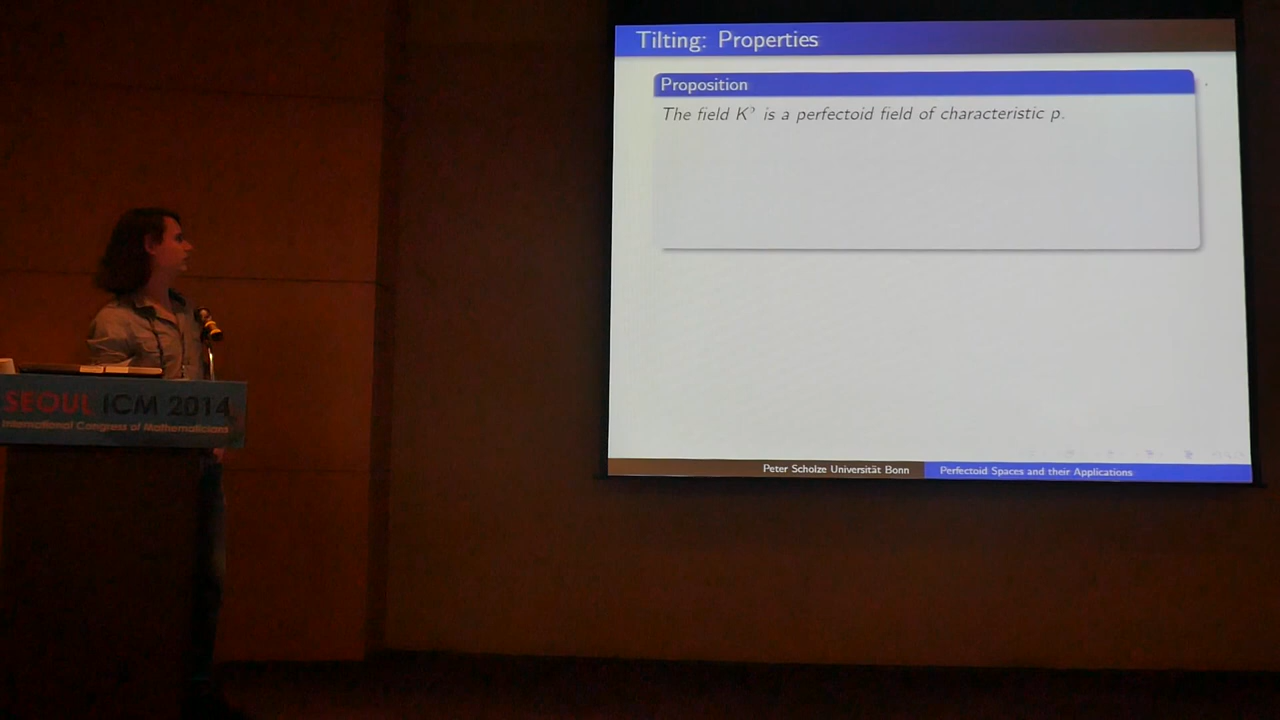 Tilting: Properties
Proposition
The field K♭ is a perfectoid field of characteristic p.
Peter Scholze Universität Bonn
Perfectoid Spaces and their Applications
SEOUL ICM 2014
International Congress of Mathematicians